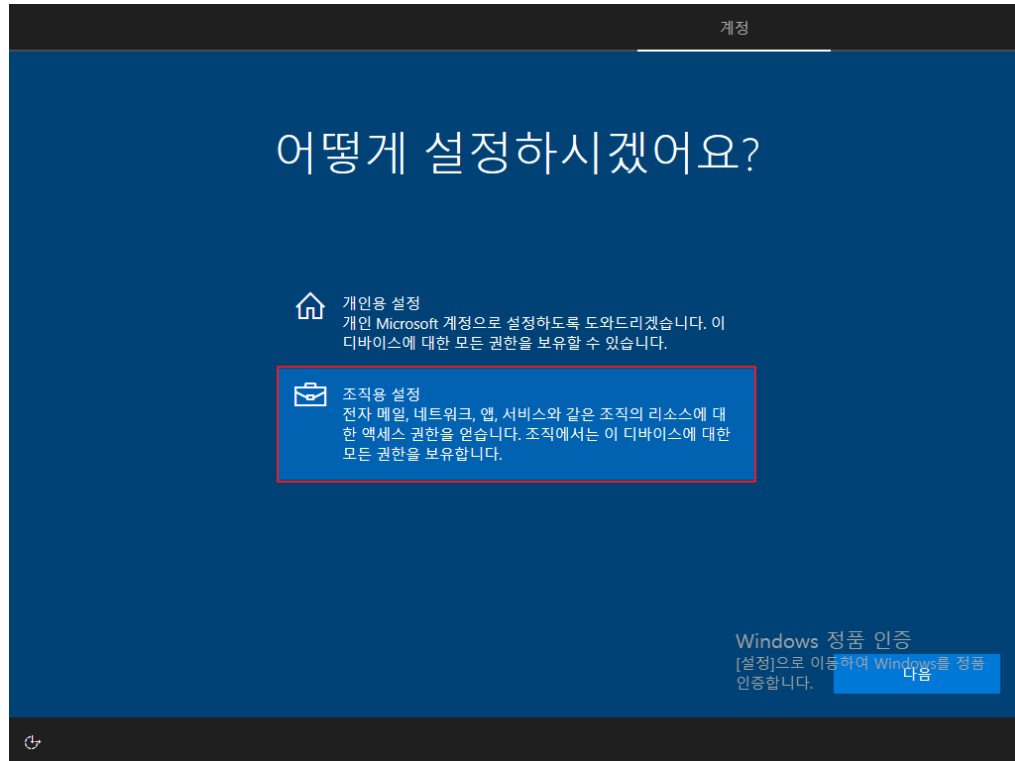 계정
어떻게 설정하시겠어요?
개인용 설정
개인 Microsoft 계정으로 설정하도록 도와드리겠습니다. 이
디바이스에 대한 모든 권한을 보유할 수 있습니다.
조직용 설정
전자 메일, 네트워크, 앱, 서비스와 같은 조직의 리소스에 대
한 액세스 권한을 얻습니다. 조직에서는 이 디바이스에 대한
모든 권한을 보유합니다.
Windows 정품 인증
[설정]으로 이동하여 Windows를 정품
인증합니다.
다음